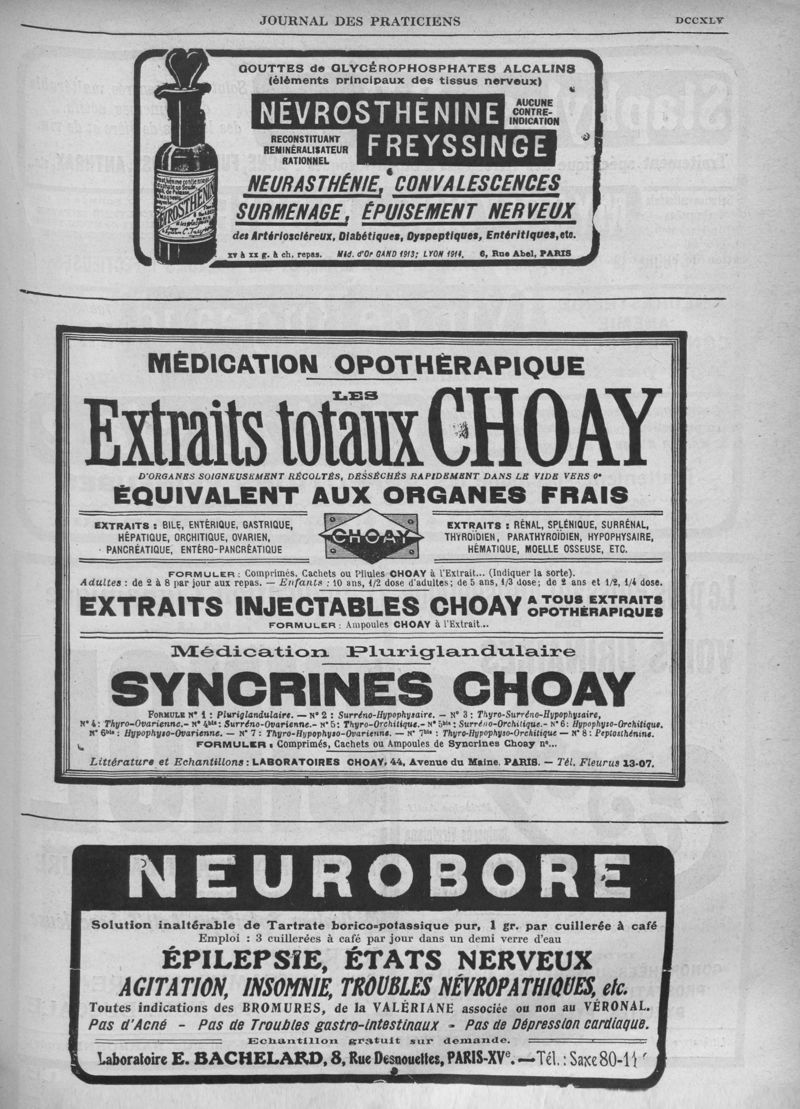 JOURNAL DES PRATICIENS
DCCXLV
GOUTTES de GLYCÉROPHOSPHATES ALCALINS
(éléments principaux des tissus nerveux)
NÉVROSTHÉNINE
AUCUNE
CONTRE-
INDICATION
RECONSTITUANT
REMINÉRALISATEUR
RATIONNEL
FREYSSINGE
NEURASTHÉNIE, CONVALESCENCES
SURMENAGE, ÉPUISEMENT NERVEUX
des Artérioscléreux, Diabétiques, Dyspeptiques, Entéritiques, etc.
XV à XX g. à ch. repas. Méd. d'Or GAND 1913; LYON 1914. 6, Rue Abel, PARIS
MÉDICATION OPOTHÉRAPIQUE
LES
Extraits totaux CHOAY
D'ORGANES SOIGNEUSEMENT RÉCOLTÉS, DESSÉCHÉS RAPIDEMENT DANS LE VIDE VERS 0°
ÉQUIVALENT AUX ORGANES FRAIS
EXTRAITS : BILE, ENTÉRIQUE, GASTRIQUE,
HÉPATIQUE, ORCHITIQUE, OVARIEN,
PANCRÉATIQUE, ENTÉRO-PANCRÉATIQUE
CHOAY
EXTRAITS : RÉNAL, SPLÉNIQUE, SURRÉNAL,
THYROÏDIEN, PARATHYROÏDIEN, HYPOPHYSAIRE,
HÉMATIQUE, MOELLE OSSEUSE, ETC.
FORMULER : Comprimés, Cachets ou Pilules CHOAY à l'Extrait... (Indiquer la sorte).
Adultes : de 2 à 8 par jour aux repas. — Enfants : 10 ans, 1/2 dose d'adultes; de 5 ans, 1/3 dose; de 2 ans et 1/2, 1/4 dose.
EXTRAITS INJECTABLES CHOAY A TOUS EXTRAITS
OPOTHÉRAPIQUES
FORMULER : Ampoules CHOAY à l'Extrait...
Médication Pluriglandulaire
SYNCRINES CHOAY
FORMULE N° 1 : Pluriglandulaire. — N° 2 : Surréno-Hypophysaire. — N° 3 : Thyro-Surréno-Hypophysaire,
N° 4 : Thyro-Ovarienne.- N° 4bis : Surréno-Ovarienne.- N° 5 : Thyro-Orchitique.- N° 5bis : Surréno-Orchitique.- N° 6 : Hypophyso-Orchitique.
N° 6bis : Hypophyso-Ovarienne. — N° 7 : Thyro-Hypophyso-Ovarienne. — N° 7bis : Thyro-Hypophyso-Orchitique — N° 8 : Peptosthénine.
FORMULER : Comprimés, Cachets ou Ampoules de Syncrines Choay n°...
Littérature et Echantillons : LABORATOIRES CHOAY, 44, Avenue du Maine, PARIS. — Tél. Fleurus 13-07.
NEUROBORE
Solution inaltérable de Tartrate borico-potassique pur, 1 gr. par cuillerée à café
Emploi : 3 cuillerées à café par jour dans un demi verre d'eau
ÉPILEPSIE, ÉTATS NERVEUX
AGITATION, INSOMNIE, TROUBLES NÉVROPATHIQUES, etc.
Toutes indications des BROMURES, de la VALÉRIANE associée ou non au VÉRONAL.
Pas d'Acné - Pas de Troubles gastro-intestinaux - Pas de Dépression cardiaque.
Echantillon gratuit sur demande.
Laboratoire E. BACHELARD, 8, Rue Desnouettes, PARIS-XVe. — Tél. : Saxe 80-11